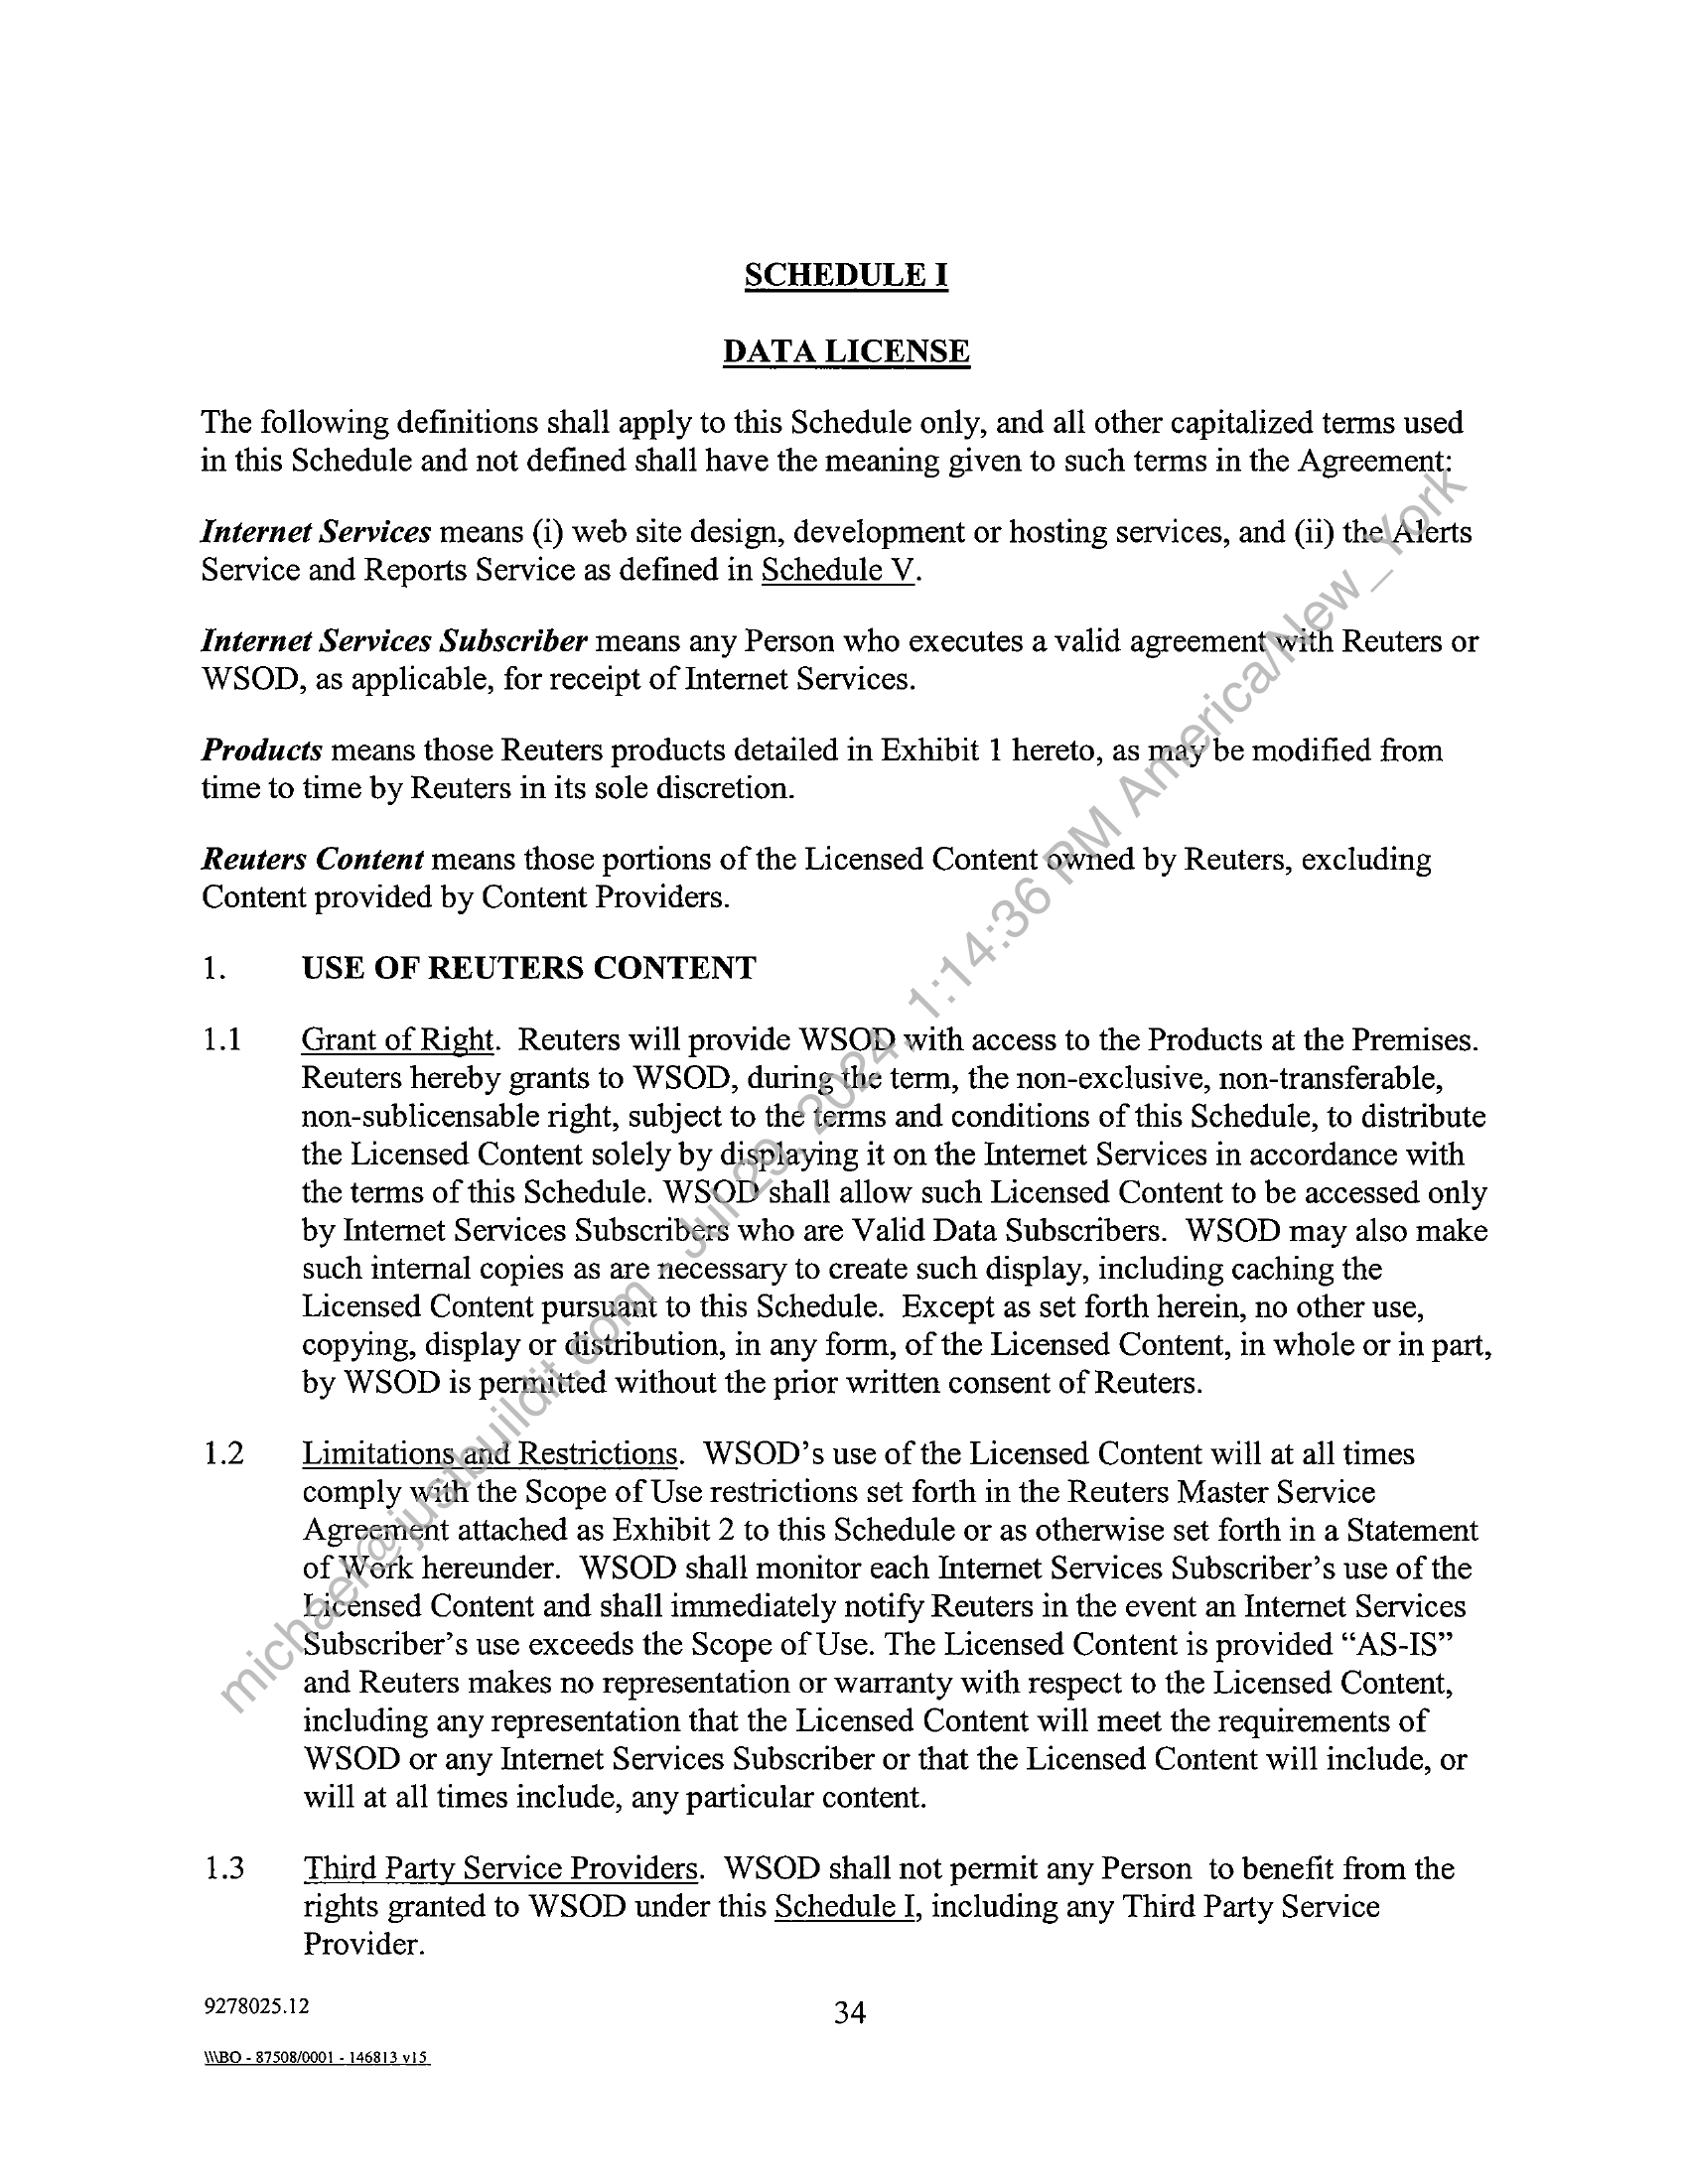 SCHEDULE I
DATA LICENSE
The following definitions shall apply to this Schedule only, and all other capitalized terms used
in this Schedule and not defined shall have the meaning given to such terms in the Agreement:
Internet Services means (i) web site design, development or hosting services, and (ii) the Alerts
Service and Reports Service as defined in Schedule V.
Internet Services Subscriber means any Person who executes a valid agreement with Reuters or
WSOD, as applicable, for receipt of Internet Services.
Products means those Reuters products detailed in Exhibit 1 hereto, as may be modified from
time to time by Reuters in its sole discretion.
Reuters Content means those portions of the Licensed Content owned by Reuters, excluding
Content provided by Content Providers.
1. USE OF REUTERS CONTENT
1.1 Grant of Right. Reuters will provide WSOD with access to the Products at the Premises.
Reuters hereby grants to WSOD, during the term, the non-exclusive, non-transferable,
non-sublicensable right, subject to the terms and conditions of this Schedule, to distribute
the Licensed Content solely by displaying it on the Internet Services in accordance with
the terms of this Schedule. WSOD shall allow such Licensed Content to be accessed only
by Internet Services Subscribers who are Valid Data Subscribers. WSOD may also make
such internal copies as are necessary to create such display, including caching the
Licensed Content pursuant to this Schedule. Except as set forth herein, no other use,
copying, display or distribution, in any form, of the Licensed Content, in whole or in part,
by WSOD is permitted without the prior written consent of Reuters.
1.2 Limitations and Restrictions. WSOD's use of the Licensed Content will at all times
comply with the Scope of Use restrictions set forth in the Reuters Master Service
Agreement attached as Exhibit 2 to this Schedule or as otherwise set forth in a Statement
of Work hereunder. WSOD shall monitor each Internet Services Subscriber's use of the
Licensed Content and shall immediately notify Reuters in the event an Internet Services
Subscriber's use exceeds the Scope of Use. The Licensed Content is provided “AS-IS”
and Reuters makes no representation or warranty with respect to the Licensed Content,
including any representation that the Licensed Content will meet the requirements of
WSOD or any Internet Services Subscriber or that the Licensed Content will include, or
will at all times include, any particular content.
1.3 Third Party Service Providers. WSOD shall not permit any Person to benefit from the
rights granted to WSOD under this Schedule I, including any Third Party Service
Provider.
9278025.12
34
\\\BO - 87508/0001 - 146813 v15
michael@justbuildit.com - Jul 29, 2024, 1:14:36 PM America/New_York